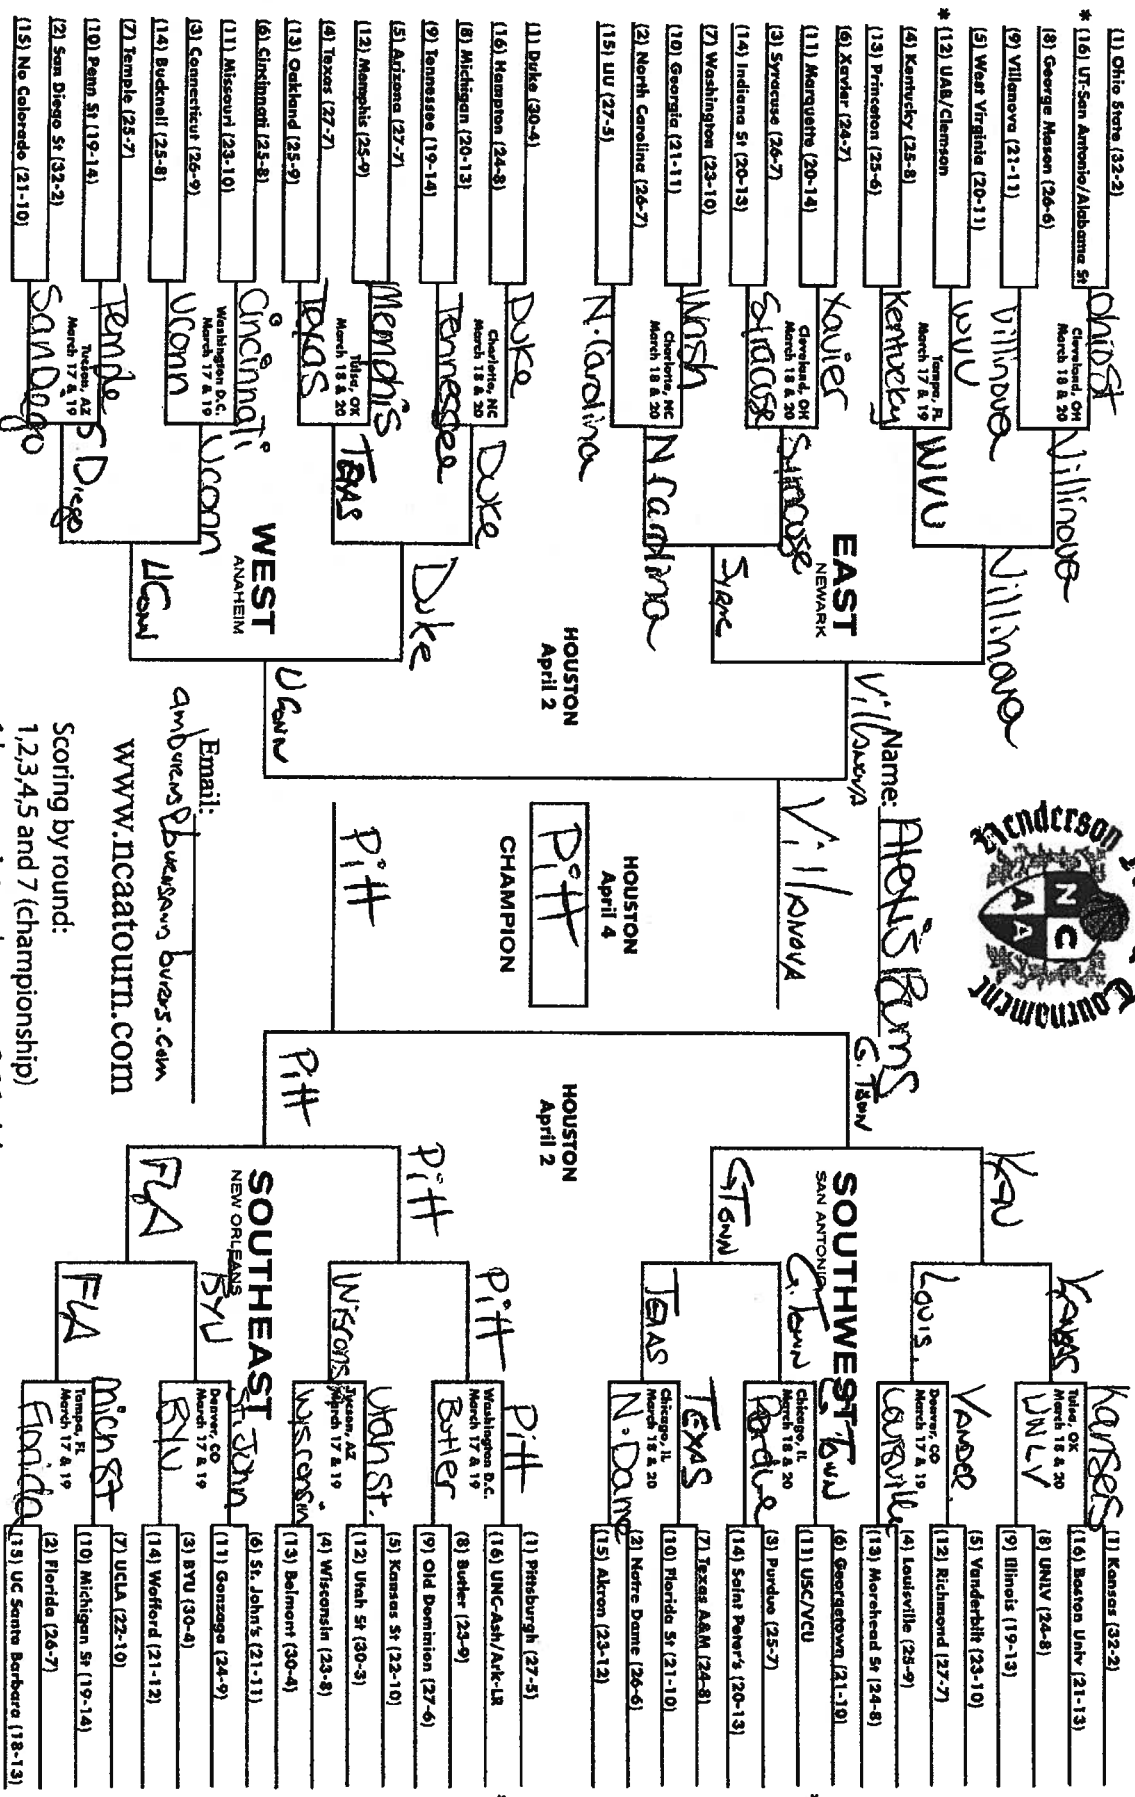 Henderson
NCAA
Tournament
Name: Alexis Burns
(1) Ohio State (32-2)
* (16) UT-San Antonio/Alabama St
(8) George Mason (26-6)
(9) Villanova (21-11)
(5) West Virginia (20-11)
* (12) UAB/Clemson
(4) Kentucky (25-8)
(13) Princeton (25-6)
(6) Xavier (24-7)
(11) Marquette (20-14)
(3) Syracuse (26-7)
(14) Indiana St (20-13)
(7) Washington (23-10)
(10) Georgia (21-11)
(2) North Carolina (26-7)
(15) LIU (27-5)
Ohio St
Cleveland, OH
March 18 & 20
Villinova
WVU
Tampa, FL
March 17 & 19
Kentucky
Xavier
Cleveland, OH
March 18 & 20
Siracuse
Wash
Charlotte, NC
March 18 & 20
N. Carolina
Villinova
WVU
Siracuse
N. Carolina
EAST
NEWARK
Villinova
Syrac
Villanova
(1) Duke (30-4)
(16) Hampton (24-8)
(8) Michigan (20-13)
(9) Tennessee (19-14)
(5) Arizona (27-7)
(12) Memphis (25-9)
(4) Texas (27-7)
(13) Oakland (25-9)
(6) Cincinnati (25-8)
(11) Missouri (23-10)
(3) Connecticut (26-9)
(14) Bucknell (25-8)
(7) Temple (25-7)
(10) Penn St (19-14)
(2) San Diego St (32-2)
(15) No Colorado (21-10)
Duke
Charlotte, NC
March 18 & 20
Tennessee
Memphis
Tulsa, OK
March 18 & 20
Texas
Cincinnati
Washington D.C.
March 17 & 19
Uconn
Temple
Tucson, AZ
March 17 & 19
San Diego
Duke
TEXAS
Uconn
S. Diego
WEST
ANAHEIM
Duke
UConn
UConn
HOUSTON
April 2
Villanova
HOUSTON
April 4
Pitt
CHAMPION
Pitt
HOUSTON
April 2
G. Town
Kan
GTown
SOUTHWEST
SAN ANTONIO
Kansas
Louis.
G. Town
TEXAS
Kansas
Tulsa, OK
March 18 & 20
UNLV
Vander.
Denver, CO
March 17 & 19
Louisville
G. Town
Chicago, IL
March 18 & 20
Perdue
TEXAS
Chicago, IL
March 18 & 20
N. Dame
(1) Kansas (32-2)
(16) Boston Univ (21-13)
(8) UNLV (24-8)
(9) Illinois (19-13)
(5) Vanderbilt (23-10)
(12) Richmond (27-7)
(4) Louisville (25-9)
(13) Morehead St (24-8)
(6) Georgetown (21-10)
(11) USC/VCU
(3) Purdue (25-7)
(14) Saint Peter's (20-13)
(7) Texas A&M (24-8)
(10) Florida St (21-10)
(2) Notre Dame (26-6)
(15) Akron (23-12)
Pitt
Pitt
FLA
SOUTHEAST
NEW ORLEANS
Pitt
Wisconsin
BYU
FLA
Pitt
Washington D.C.
March 17 & 19
Butler
Utah St.
Tucson, AZ
March 17 & 19
Wisconsin
St. John
Denver, CO
March 17 & 19
BYU
Mich St
Tampa, FL
March 17 & 19
Florida
(1) Pittsburgh (27-5)
(16) UNC-Ash/Ark-LR
(8) Butler (23-9)
(9) Old Dominion (27-6)
(5) Kansas St (22-10)
(12) Utah St (30-3)
(4) Wisconsin (23-8)
(13) Belmont (30-4)
(6) St. John's (21-11)
(11) Gonzaga (24-9)
(3) BYU (30-4)
(14) Wofford (21-12)
(7) UCLA (22-10)
(10) Michigan St (19-14)
(2) Florida (26-7)
(15) UC Santa Barbara (18-13)
Email:
www.ncaatourn.com
Scoring by round:
1,2,3,4,5 and 7 (championship)